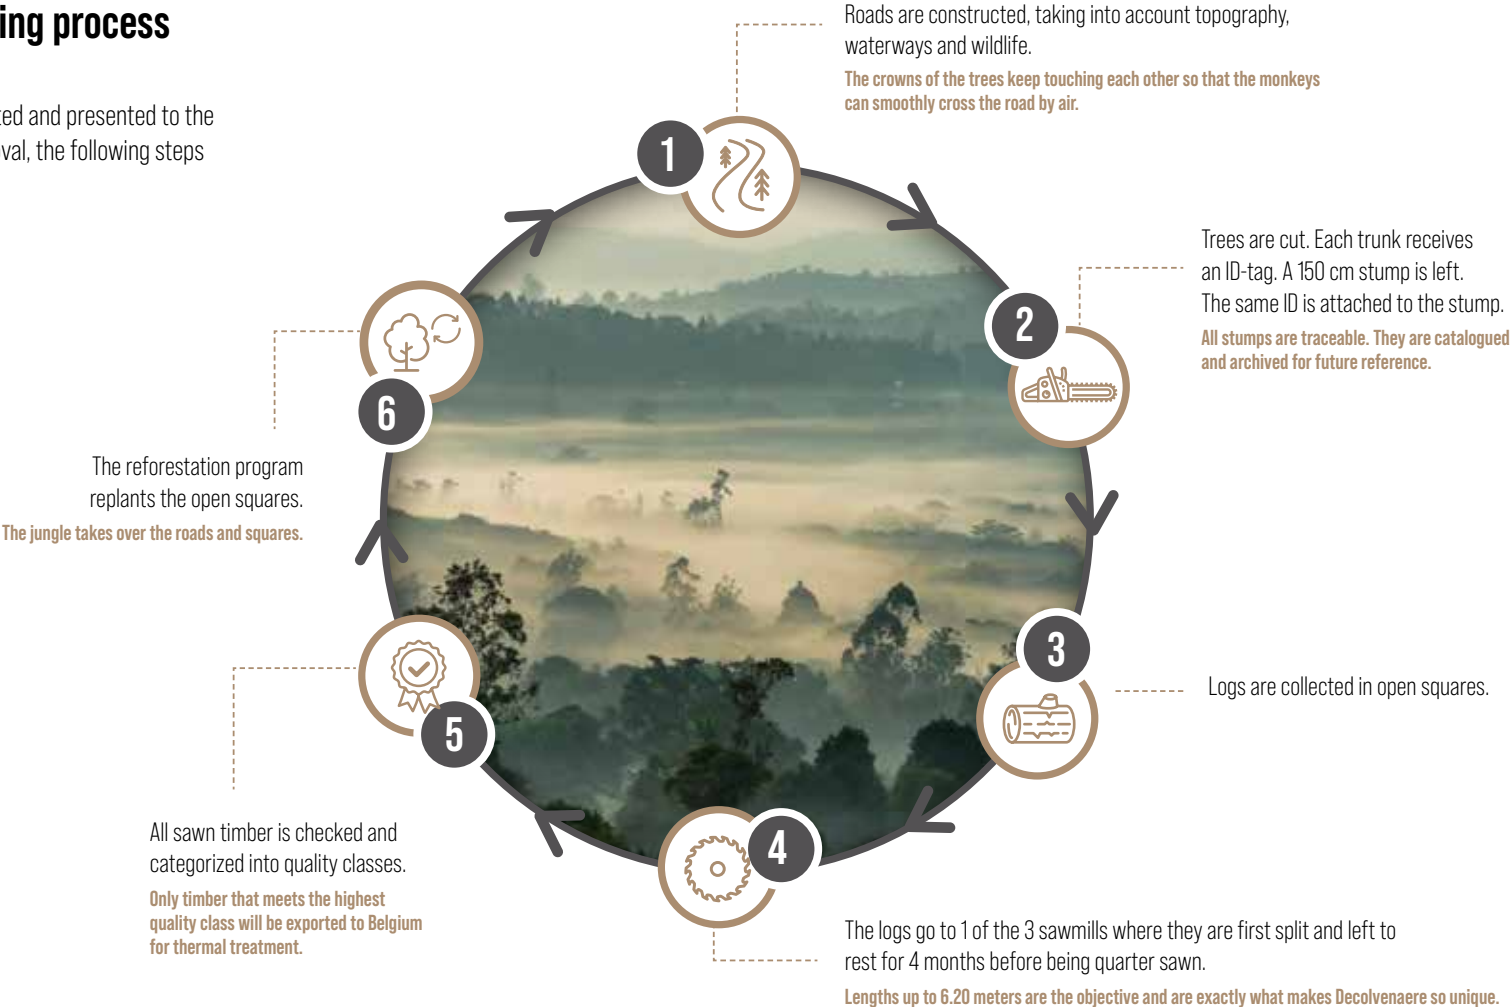 ing process
ted and presented to the
oval, the following steps
1
Roads are constructed, taking into account topography,
waterways and wildlife.
The crowns of the trees keep touching each other so that the monkeys
can smoothly cross the road by air.
2
Trees are cut. Each trunk receives
an ID-tag. A 150 cm stump is left.
The same ID is attached to the stump.
All stumps are traceable. They are catalogued
and archived for future reference.
3
Logs are collected in open squares.
4
The logs go to 1 of the 3 sawmills where they are first split and left to
rest for 4 months before being quarter sawn.
Lengths up to 6.20 meters are the objective and are exactly what makes Decolvenaere so unique.
5
All sawn timber is checked and
categorized into quality classes.
Only timber that meets the highest
quality class will be exported to Belgium
for thermal treatment.
6
The reforestation program
replants the open squares.
The jungle takes over the roads and squares.